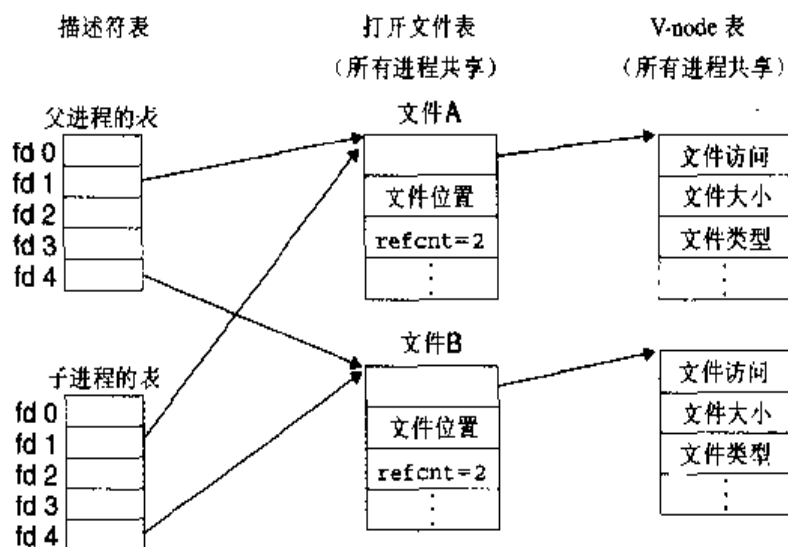 描述符表
打开文件表
V-node 表
（所有进程共享）
（所有进程共享）
父进程的表
fd 0
fd 1
fd 2
fd 3
fd 4
文件A
文件位置
refcnt=2
文件访问
文件大小
文件类型
子进程的表
fd 0
fd 1
fd 2
fd 3
fd 4
文件B
文件位置
refcnt=2
文件访问
文件大小
文件类型